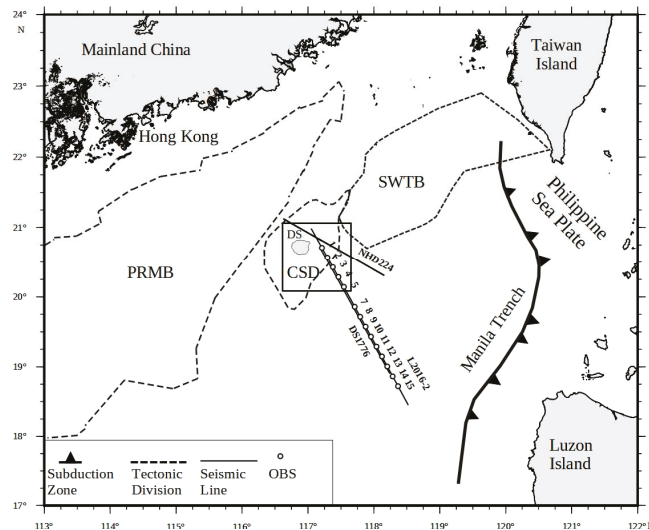 24°
N
23°
22°
21°
20°
19°
18°
17°
Mainland China
Taiwan
Island
Hong Kong
SWTB
Philippine
Sea Plate
DS
NHD224
CSD
PRMB
2 3 4 5 7 8 9 10 11 12 13 14 15
DS1776
L2016-2
Manila Trench
Luzon
Island
Subduction
Zone
Tectonic
Division
Seismic
Line
OBS
113° 114° 115° 116° 117° 118° 119° 120° 121° 122°
E